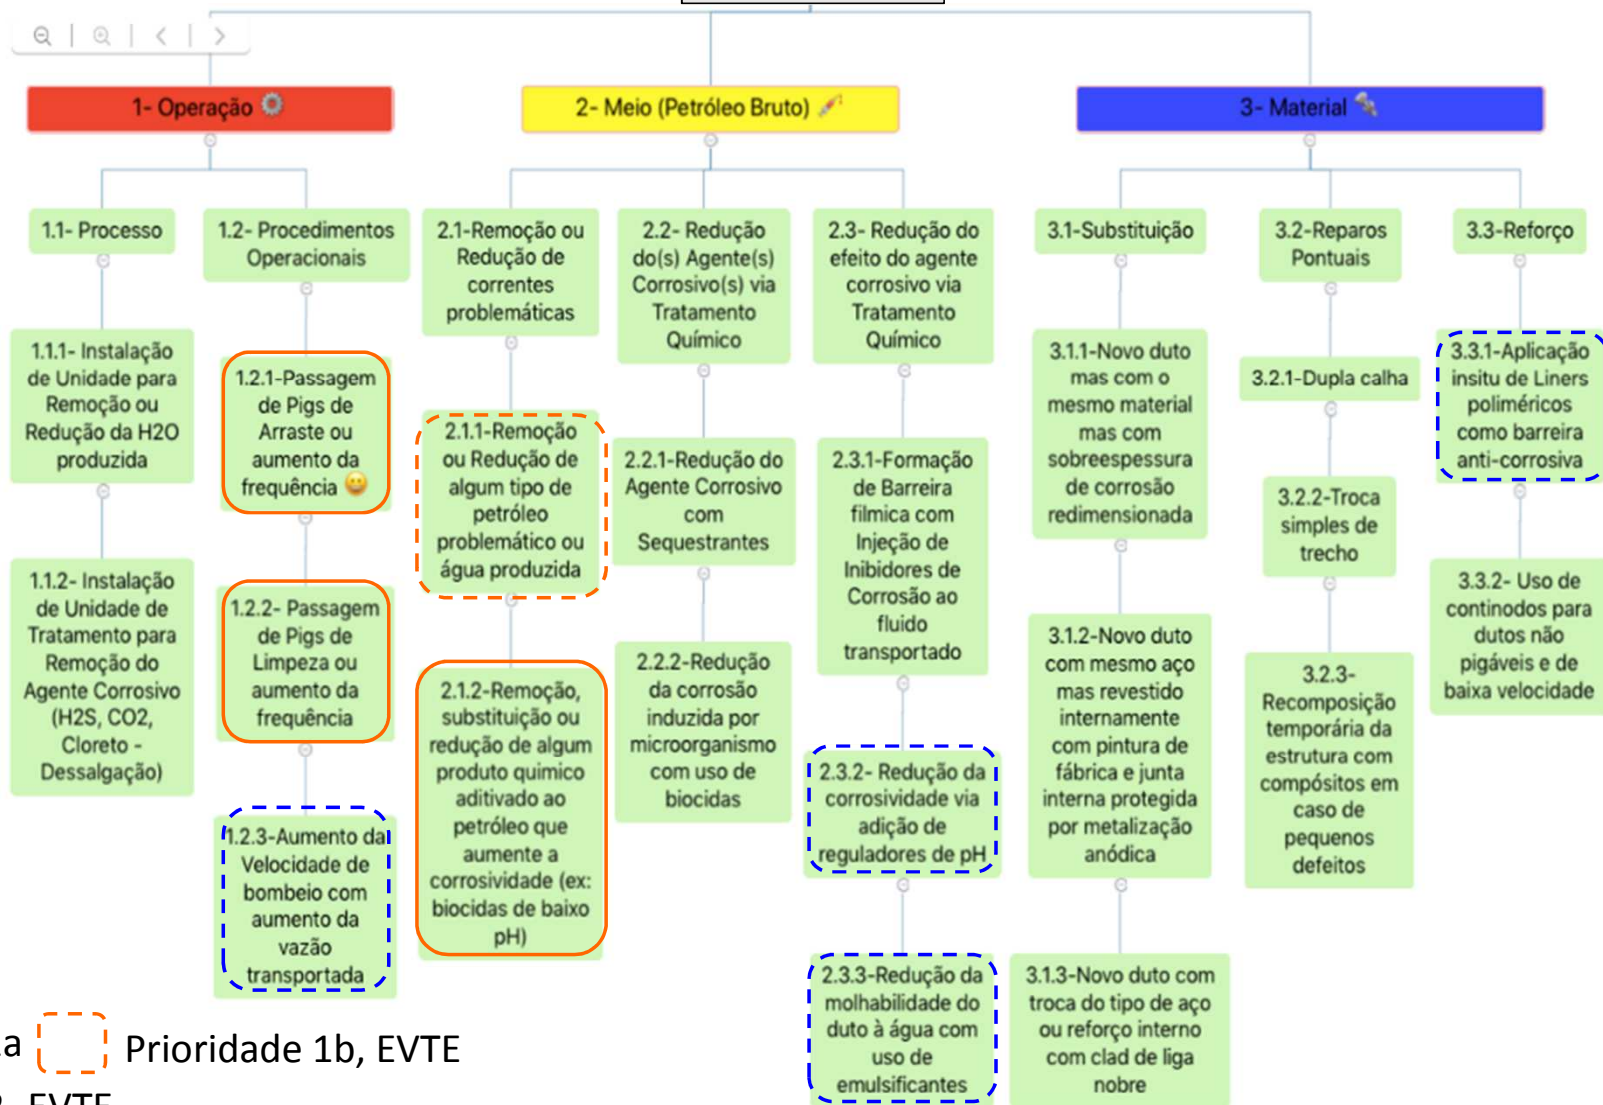 1- Operação
2- Meio (Petróleo Bruto)
3- Material
1.1- Processo
1.2- Procedimentos
Operacionais
2.1-Remoção ou
Redução de
correntes
problemáticas
2.2- Redução
do(s) Agente(s)
Corrosivo(s) via
Tratamento
Químico
2.3- Redução do
efeito do agente
corrosivo via
Tratamento
Químico
3.1-Substituição
3.2-Reparos
Pontuais
3.3-Reforço
1.1.1- Instalação
de Unidade para
Remoção ou
Redução da H2O
produzida
1.1.2- Instalação
de Unidade de
Tratamento para
Remoção do
Agente Corrosivo
(H2S, CO2,
Cloreto -
Dessalgação)
1.2.1-Passagem
de Pigs de
Arraste ou
aumento da
frequência 😀
1.2.2- Passagem
de Pigs de
Limpeza ou
aumento da
frequência
1.2.3-Aumento da
Velocidade de
bombeio com
aumento da
vazão
transportada
2.1.1-Remoção
ou Redução de
algum tipo de
petróleo
problemático ou
água produzida
2.1.2-Remoção,
substituição ou
redução de algum
produto quimico
aditivado ao
petróleo que
aumente a
corrosividade (ex:
biocidas de baixo
pH)
2.2.1-Redução do
Agente Corrosivo
com
Sequestrantes
2.2.2-Redução
da corrosão
induzida por
microorganismo
com uso de
biocidas
2.3.1-Formação
de Barreira
fílmica com
Injeção de
Inibidores de
Corrosão ao
fluido
transportado
2.3.2- Redução da
corrosividade via
adição de
reguladores de pH
2.3.3-Redução da
molhabilidade do
duto à água com
uso de
emulsificantes
3.1.1-Novo duto
mas com o
mesmo material
mas com
sobreespessura
de corrosão
redimensionada
3.1.2-Novo duto
com mesmo aço
mas revestido
internamente
com pintura de
fábrica e junta
interna protegida
por metalização
anódica
3.1.3-Novo duto com
troca do tipo de aço
ou reforço interno
com clad de liga
nobre
3.2.1-Dupla calha
3.2.2-Troca
simples de
trecho
3.2.3-
Recomposição
temporária da
estrutura com
compósitos em
caso de
pequenos
defeitos
3.3.1-Aplicação
insitu de Liners
poliméricos
como barreira
anti-corrosiva
3.3.2- Uso de
continodos para
dutos não
pigáveis e de
baixa velocidade
a
Prioridade 1b, EVTE
EVTE